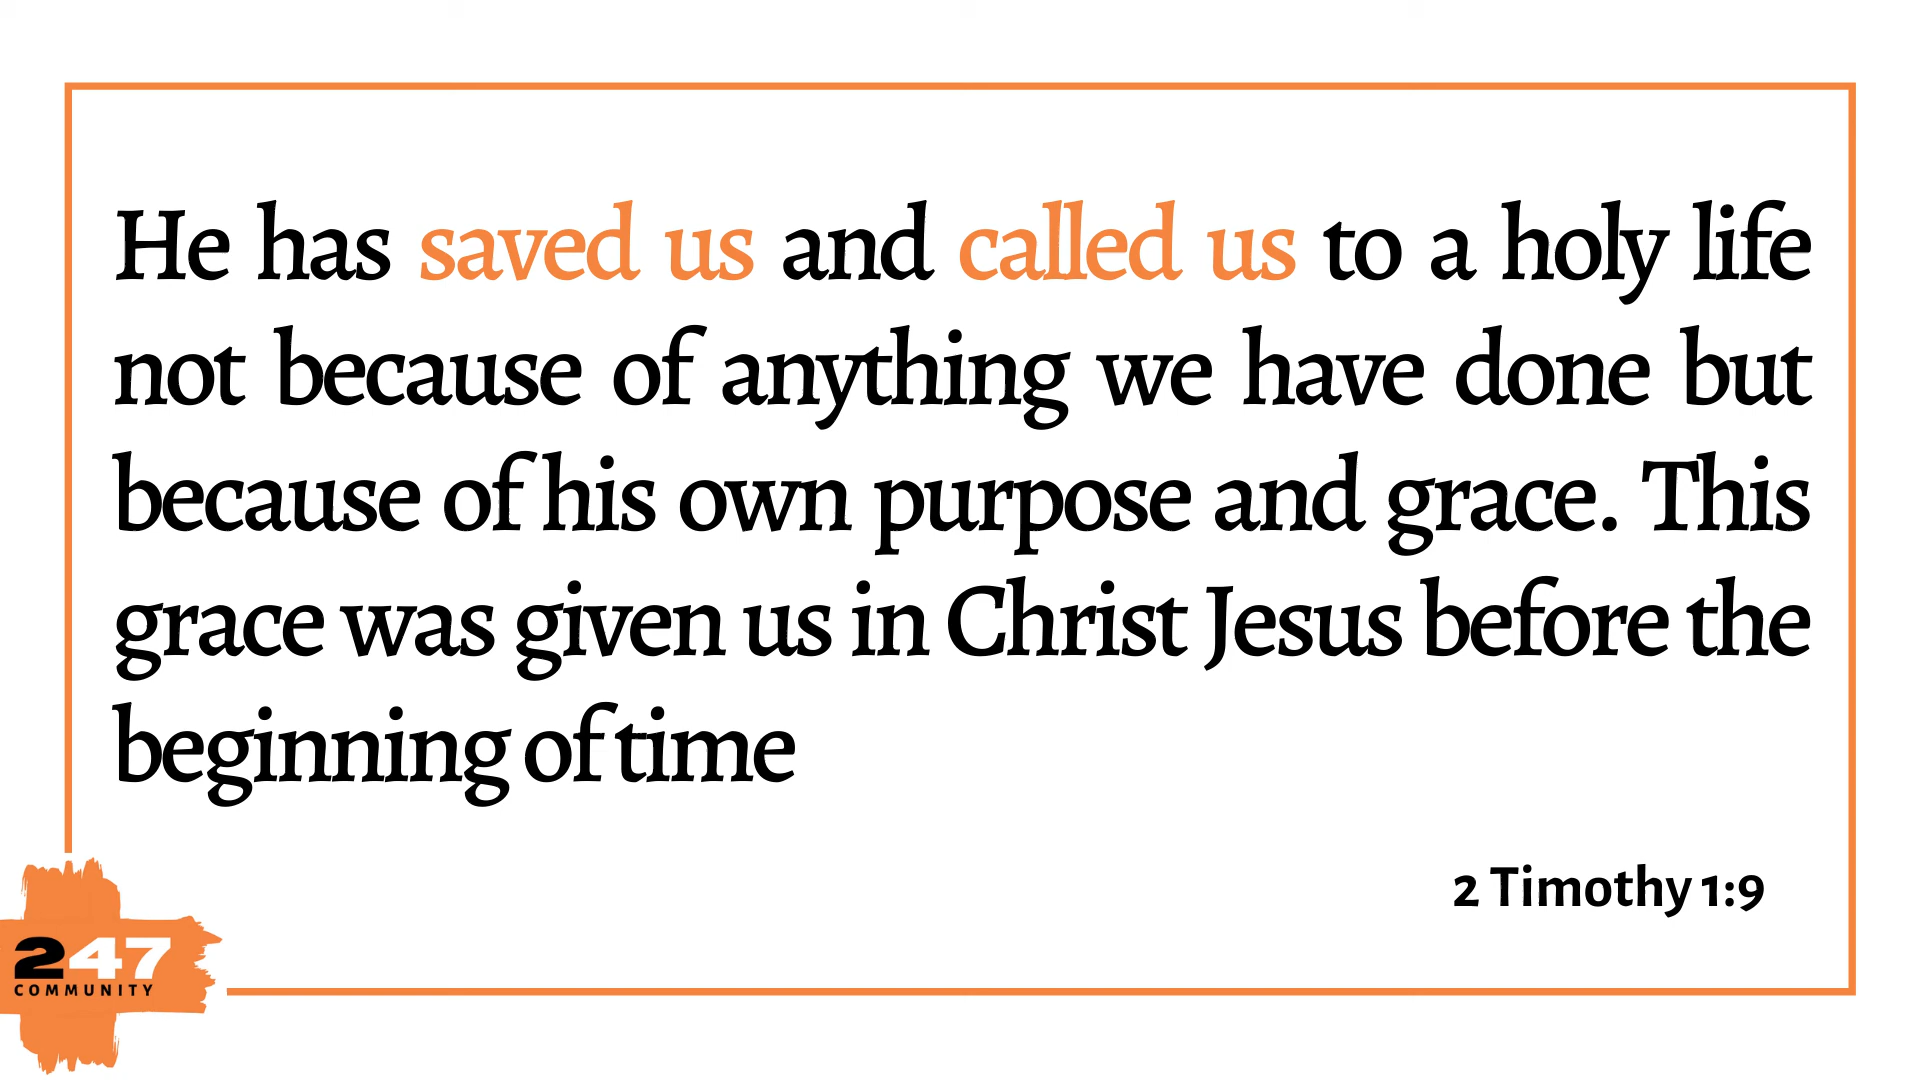 He has saved us and called us to a holy life
not because of anything we have done but
because of his own purpose and grace. This
grace was given us in Christ Jesus before the
beginning of time
2 Timothy 1:9
247
COMMUNITY